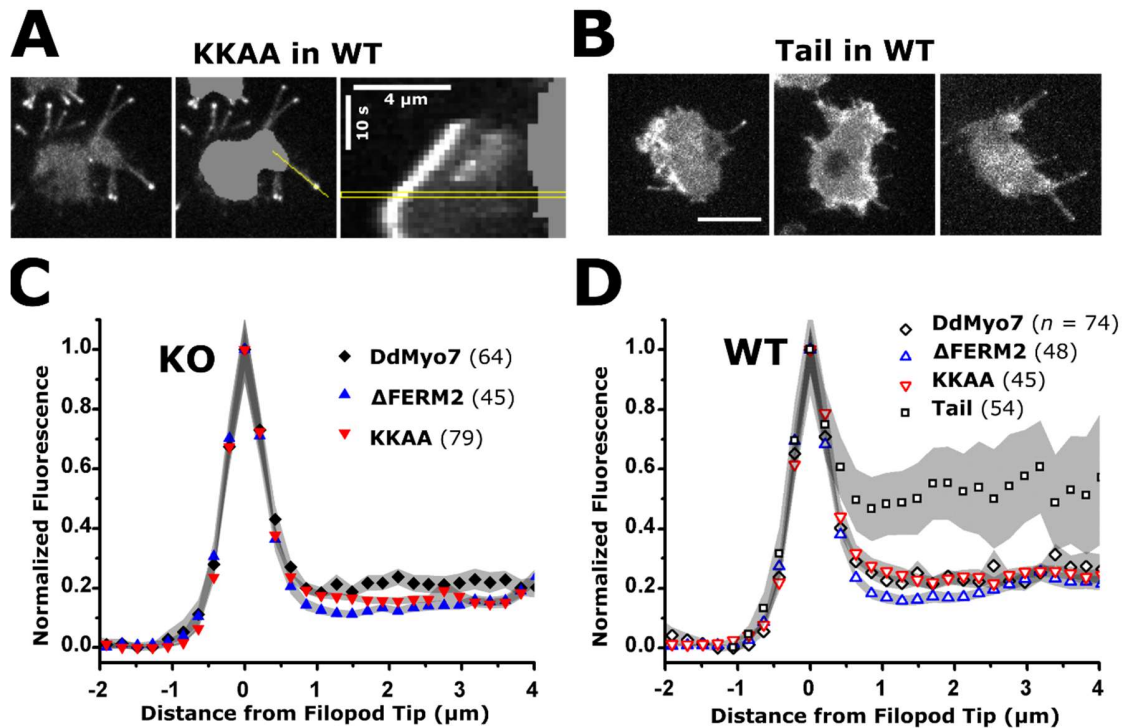 A
KKAA in WT
4 µm
10 s
B
Tail in WT
C
KO
DdMyo7 (64)
ΔFERM2 (45)
KKAA (79)
Normalized Fluorescence
1.0
0.8
0.6
0.4
0.2
0.0
-2 -1 0 1 2 3 4
Distance from Filopod Tip (µm)
D
WT
DdMyo7 (n = 74)
ΔFERM2 (48)
KKAA (45)
Tail (54)
Normalized Fluorescence
1.0
0.8
0.6
0.4
0.2
0.0
-2 -1 0 1 2 3 4
Distance from Filopod Tip (µm)